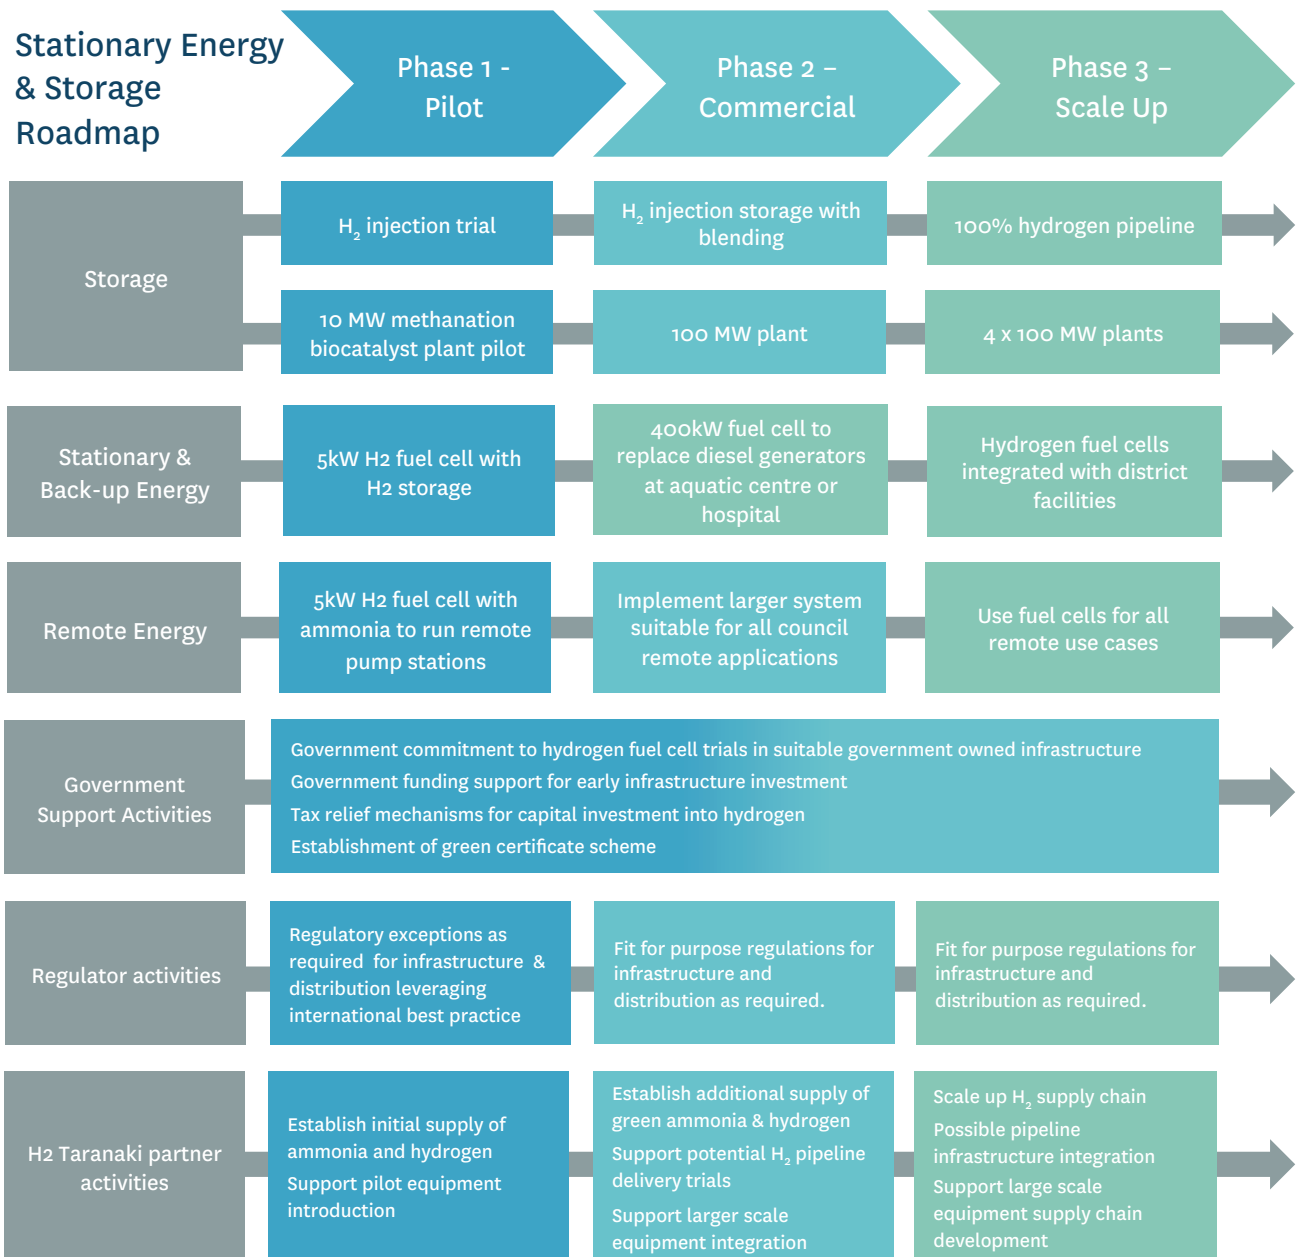 Stationary Energy
& Storage
Roadmap
Phase 1 -
Pilot
Phase 2 –
Commercial
Phase 3 –
Scale Up
Storage
H₂ injection trial
H₂ injection storage with
blending
100% hydrogen pipeline
10 MW methanation
biocatalyst plant pilot
100 MW plant
4 x 100 MW plants
Stationary &
Back-up Energy
5kW H2 fuel cell with
H2 storage
400kW fuel cell to
replace diesel generators
at aquatic centre or
hospital
Hydrogen fuel cells
integrated with district
facilities
Remote Energy
5kW H2 fuel cell with
ammonia to run remote
pump stations
Implement larger system
suitable for all council
remote applications
Use fuel cells for all
remote use cases
Government
Support Activities
Government commitment to hydrogen fuel cell trials in suitable government owned infrastructure
Government funding support for early infrastructure investment
Tax relief mechanisms for capital investment into hydrogen
Establishment of green certificate scheme
Regulator activities
Regulatory exceptions as
required for infrastructure &
distribution leveraging
international best practice
Fit for purpose regulations for
infrastructure and
distribution as required.
Fit for purpose regulations for
infrastructure and
distribution as required.
H2 Taranaki partner
activities
Establish initial supply of
ammonia and hydrogen
Support pilot equipment
introduction
Establish additional supply of
green ammonia & hydrogen
Support potential H₂ pipeline
delivery trials
Support larger scale
equipment integration
Scale up H₂ supply chain
Possible pipeline
infrastructure integration
Support large scale
equipment supply chain
development